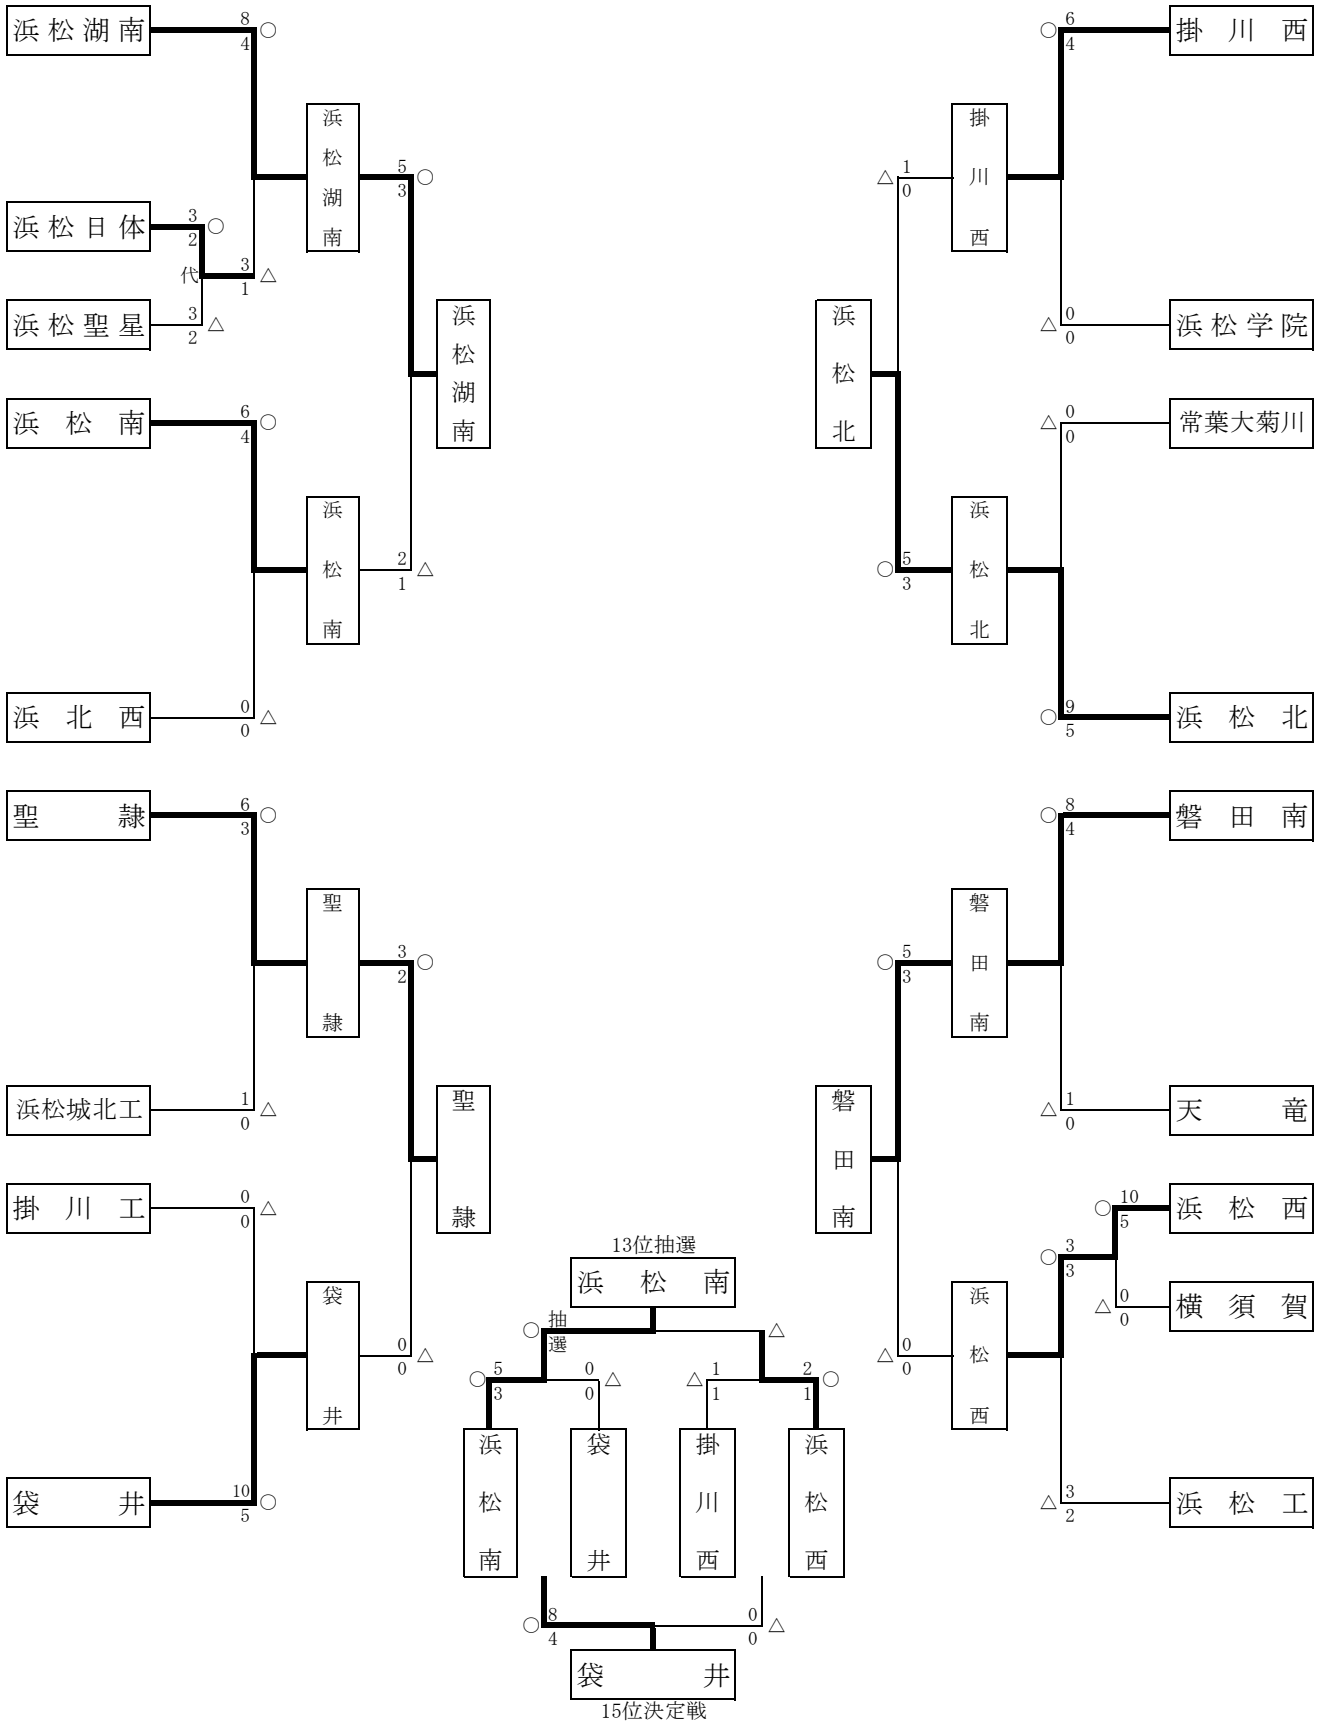 浜松湖南
8
4
○
浜松日体
3
2
○
代
3
1
△
浜松聖星
3
2
△
浜松湖南
5
3
○
浜松南
6
4
○
浜松南
2
1
△
浜北西
0
0
△
浜松湖南
聖隷
6
3
○
聖隷
3
2
○
浜松城北工
1
0
△
掛川工
0
0
△
袋井
0
0
△
袋井
10
5
○
聖隷
掛川西
6
4
○
掛川西
1
0
△
浜松学院
0
0
△
常葉大菊川
0
0
△
浜松北
浜松北
5
3
○
浜松北
9
5
○
磐田南
8
4
○
磐田南
5
3
○
天竜
1
0
△
磐田南
浜松西
10
5
○
3
3
○
横須賀
0
0
△
浜松西
0
0
△
浜松工
3
2
△
13位抽選
浜松南
○
抽選
△
○
5
3
0
0
△
△
1
1
2
1
○
浜松南
袋井
掛川西
浜松西
○
8
4
0
0
△
袋井
15位決定戦